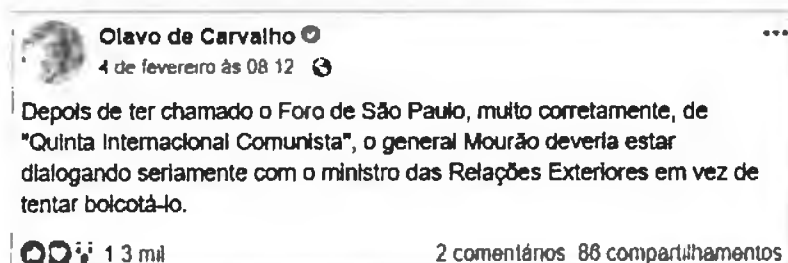 Olavo de Carvalho
4 de fevereiro às 08 12
Depois de ter chamado o Foro de São Paulo, muito corretamente, de
"Quinta Internacional Comunista", o general Mourão deveria estar
dialogando seriamente com o ministro das Relações Exteriores em vez de
tentar boicotá-lo.
1 3 mil 2 comentários 86 compartilhamentos